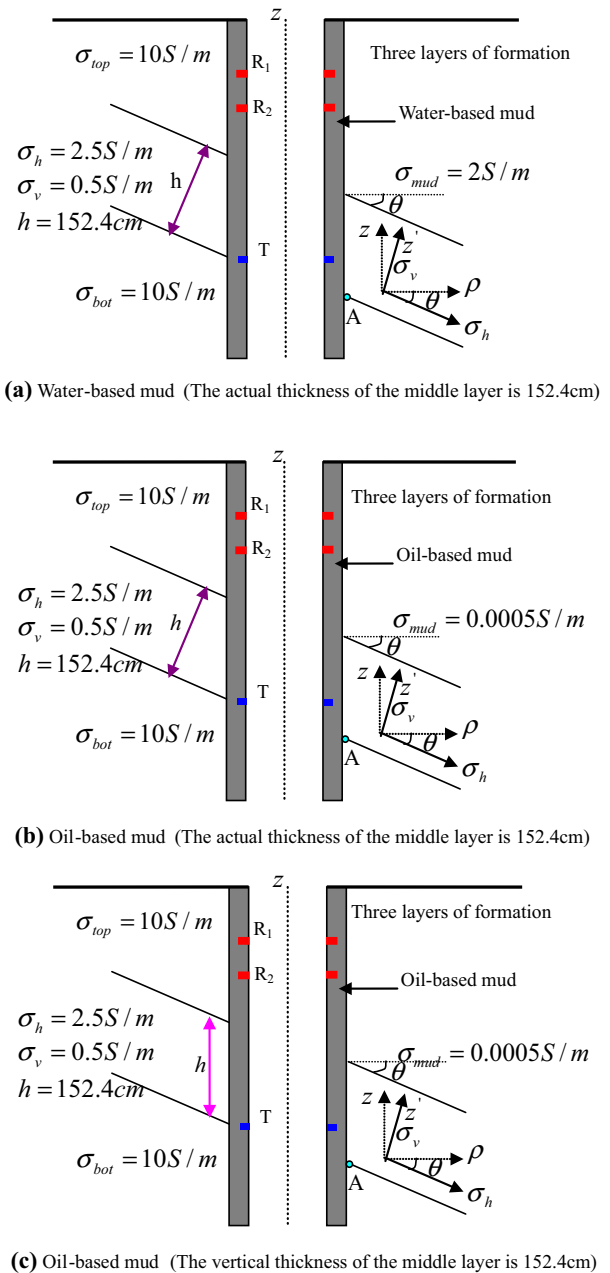 z
σ_top = 10S / m
R₁
Three layers of formation
R₂
Water-based mud
σ_h = 2.5S / m
h
σ_v = 0.5S / m
σ_mud = 2S / m
h = 152.4cm
θ
T
z
z'
σ_v
σ_bot = 10S / m
θ
ρ
A
σ_h
(a) Water-based mud (The actual thickness of the middle layer is 152.4cm)
z
σ_top = 10S / m
R₁
Three layers of formation
R₂
Oil-based mud
σ_h = 2.5S / m
h
σ_v = 0.5S / m
σ_mud = 0.0005S / m
h = 152.4cm
θ
T
z
z'
σ_v
σ_bot = 10S / m
θ
ρ
A
σ_h
(b) Oil-based mud (The actual thickness of the middle layer is 152.4cm)
z
σ_top = 10S / m
R₁
Three layers of formation
R₂
Oil-based mud
σ_h = 2.5S / m
h
σ_v = 0.5S / m
σ_mud = 0.0005S / m
h = 152.4cm
θ
T
z
z'
σ_v
σ_bot = 10S / m
θ
ρ
A
σ_h
(c) Oil-based mud (The vertical thickness of the middle layer is 152.4cm)